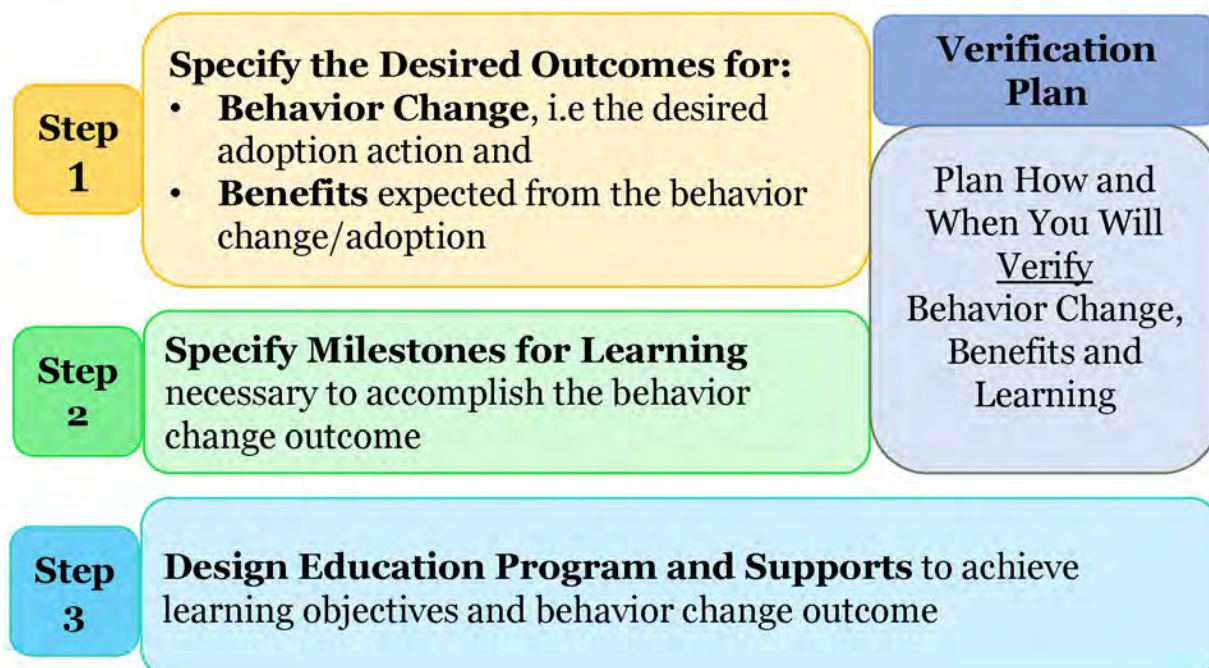 Step
1
Specify the Desired Outcomes for:
• Behavior Change, i.e the desired
adoption action and
• Benefits expected from the behavior
change/adoption
Verification
Plan
Plan How and
When You Will
Verify
Behavior Change,
Benefits and
Learning
Step
2
Specify Milestones for Learning
necessary to accomplish the behavior
change outcome
Step
3
Design Education Program and Supports to achieve
learning objectives and behavior change outcome